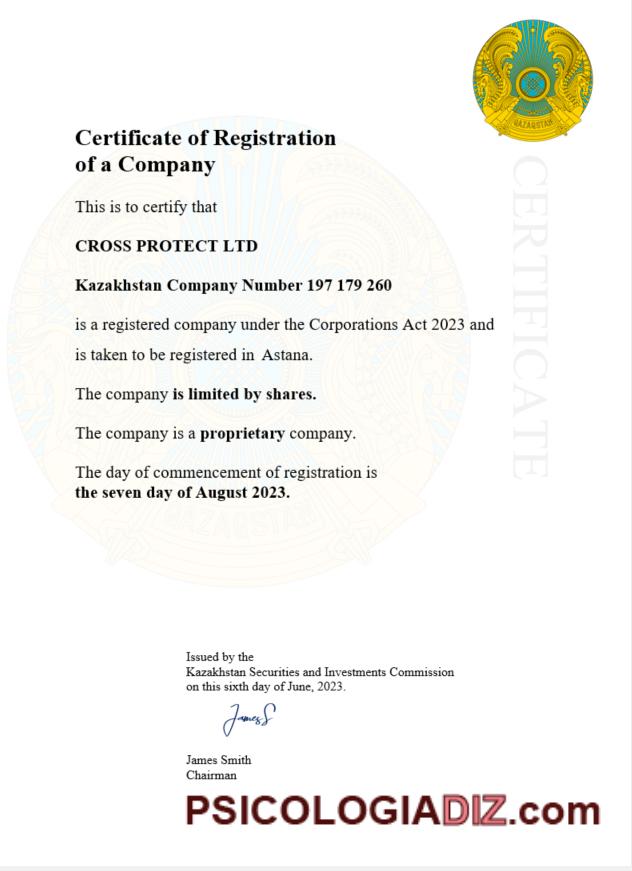 QAZAQSTAN
CERTIFICATE
Certificate of Registration
of a Company
This is to certify that
CROSS PROTECT LTD
Kazakhstan Company Number 197 179 260
is a registered company under the Corporations Act 2023 and
is taken to be registered in Astana.
The company is limited by shares.
The company is a proprietary company.
The day of commencement of registration is
the seven day of August 2023.
QAZAQSTAN
Issued by the
Kazakhstan Securities and Investments Commission
on this sixth day of June, 2023.
JamesS
James Smith
Chairman
PSICOLOGIADIZ.com